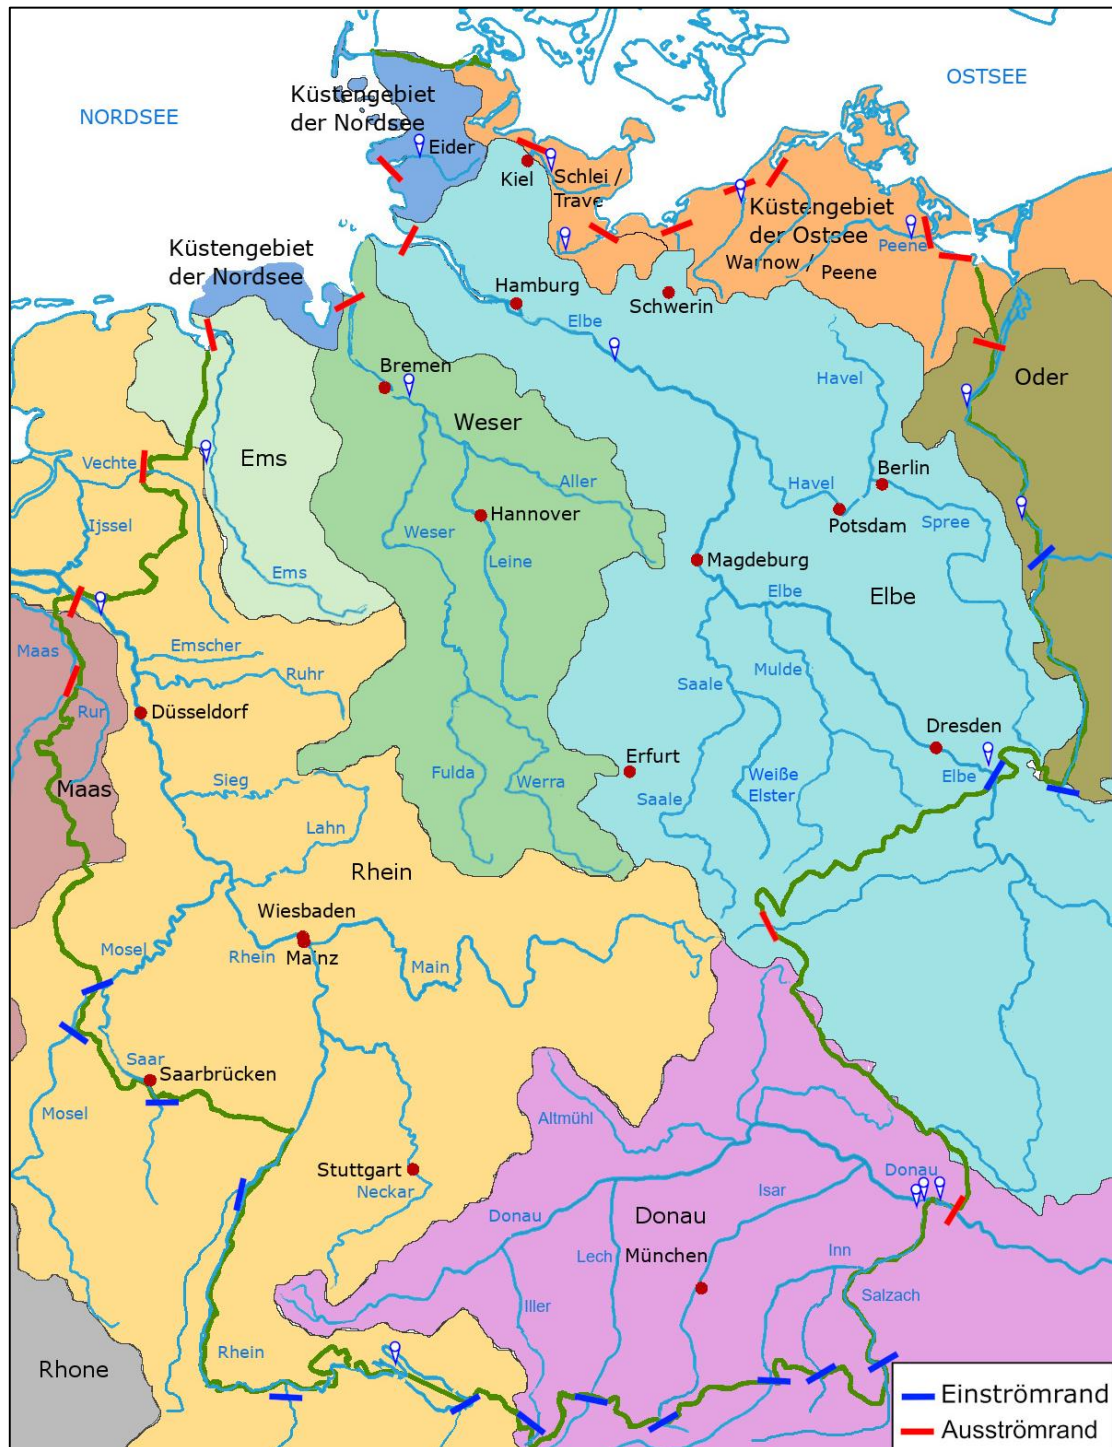 OSTSEE
NORDSEE
Küstengebiet
der Nordsee
Eider
Kiel
Schlei /
Trave
Küstengebiet
der Ostsee
Peene
Warnow /
Peene
Küstengebiet
der Nordsee
Hamburg
Schwerin
Elbe
Havel
Oder
Bremen
Weser
Ems
Vechte
Aller
Berlin
Havel
Potsdam
Spree
Ijssel
Weser
Hannover
Leine
Magdeburg
Ems
Elbe
Elbe
Maas
Emscher
Ruhr
Saale
Mulde
Rur
Düsseldorf
Dresden
Erfurt
Maas
Sieg
Fulda
Werra
Weiße
Elster
Elbe
Saale
Lahn
Rhein
Wiesbaden
Mosel
Rhein
Mainz
Main
Saar
Saarbrücken
Mosel
Altmühl
Stuttgart
Neckar
Donau
Isar
Donau
Donau
Lech
München
Inn
Iller
Salzach
Rhein
Rhone
Einströmrand
Ausströmrand